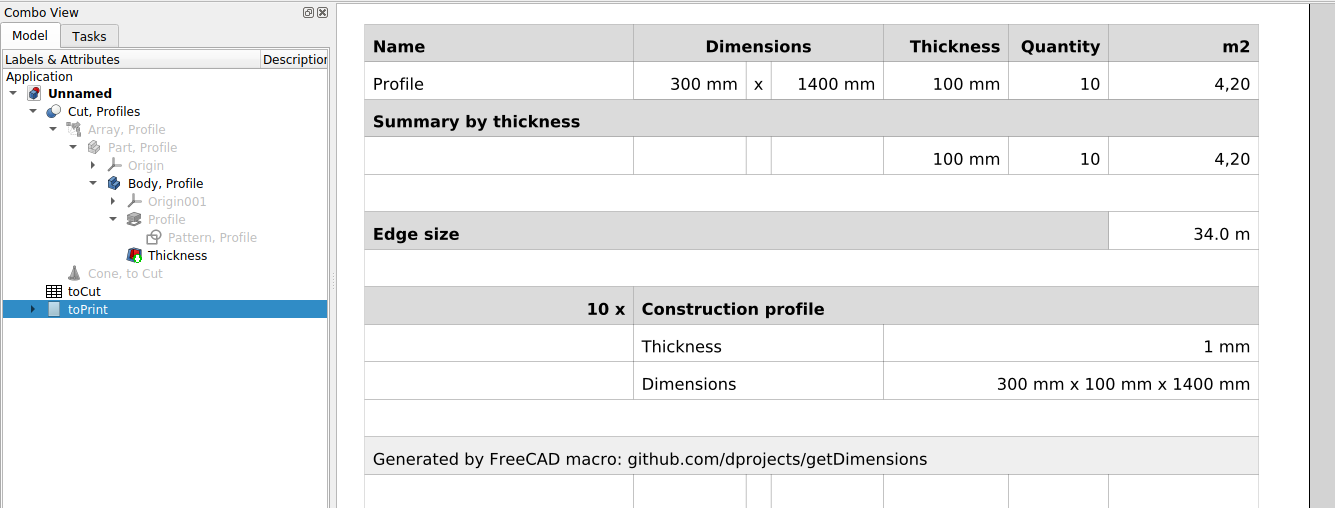 Combo View
Model Tasks
Labels & Attributes Description
Application
Unnamed
Cut, Profiles
Array, Profile
Part, Profile
Origin
Body, Profile
Origin001
Profile
Pattern, Profile
Thickness
Cone, to Cut
toCut
toPrint
Name Dimensions Thickness Quantity m2
Profile 300 mm x 1400 mm 100 mm 10 4,20
Summary by thickness
100 mm 10 4,20
Edge size 34.0 m
10 x Construction profile
Thickness 1 mm
Dimensions 300 mm x 100 mm x 1400 mm
Generated by FreeCAD macro: github.com/dprojects/getDimensions